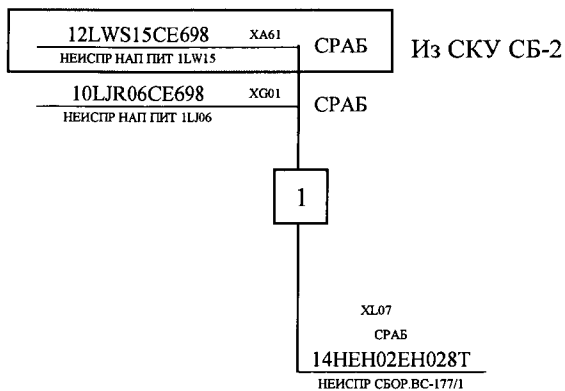 12LWS15CE698 XA61 СРАБ Из СКУ СБ-2
НЕИСПР НАП ПИТ 1LW15
10LJR06CE698 XG01 СРАБ
НЕИСПР НАП ПИТ 1LJ06
1
XL07
СРАБ
14HEH02EH028T
НЕИСПР СБОР.ВС-177/1